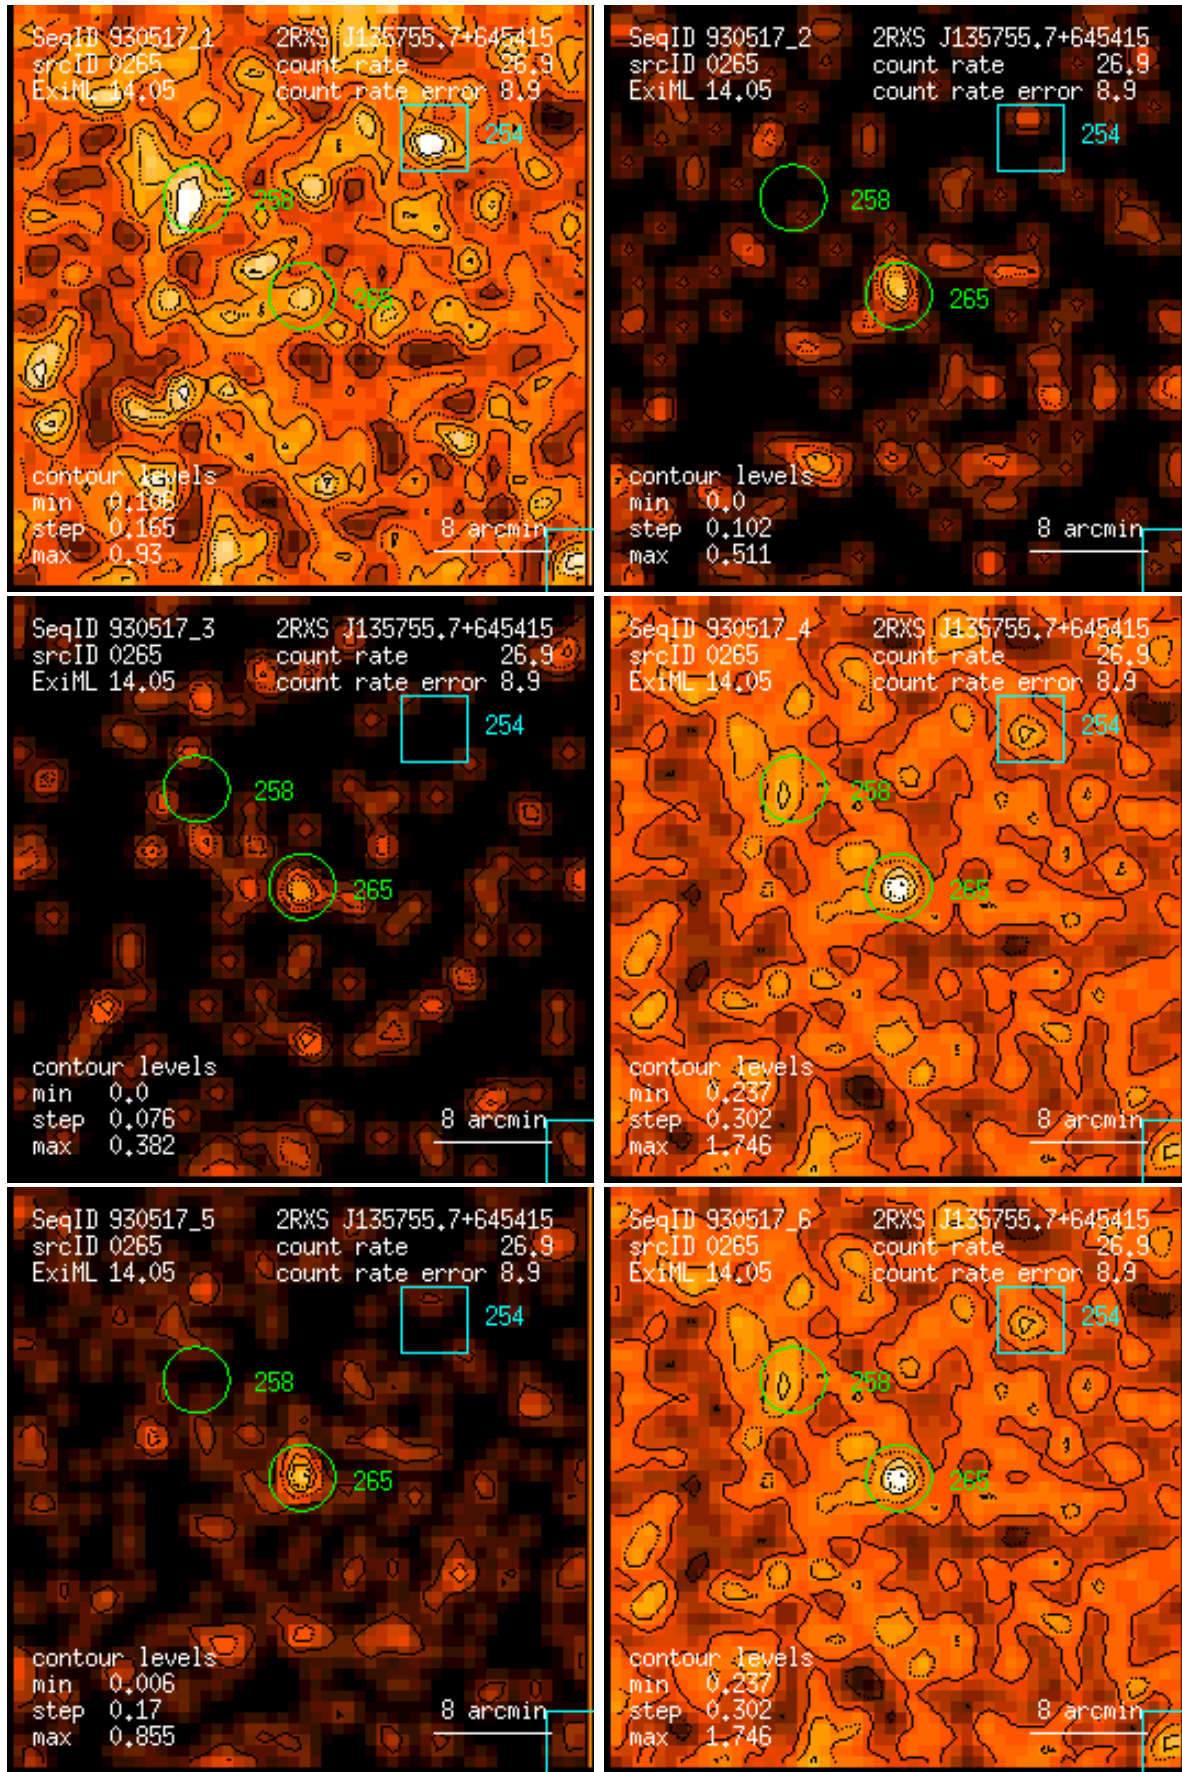 SeqID 930517_1 2RXS J135755.7+645415
srcID 0265 count rate 26.9
ExiML 14.05 count rate error 8.9
254
258
265
contour levels
min 0.106
step 0.165 8 arcmin
max 0.93
SeqID 930517_2 2RXS J135755.7+645415
srcID 0265 count rate 26.9
ExiML 14.05 count rate error 8.9
254
258
265
contour levels
min 0.0
step 0.102 8 arcmin
max 0.511
SeqID 930517_3 2RXS J135755.7+645415
srcID 0265 count rate 26.9
ExiML 14.05 count rate error 8.9
254
258
265
contour levels
min 0.0
step 0.076 8 arcmin
max 0.382
SeqID 930517_4 2RXS J135755.7+645415
srcID 0265 count rate 26.9
ExiML 14.05 count rate error 8.9
254
258
265
contour levels
min 0.237
step 0.302 8 arcmin
max 1.746
SeqID 930517_5 2RXS J135755.7+645415
srcID 0265 count rate 26.9
ExiML 14.05 count rate error 8.9
254
258
265
contour levels
min 0.006
step 0.17 8 arcmin
max 0.855
SeqID 930517_6 2RXS J135755.7+645415
srcID 0265 count rate 26.9
ExiML 14.05 count rate error 8.9
254
258
265
contour levels
min 0.237
step 0.302 8 arcmin
max 1.746